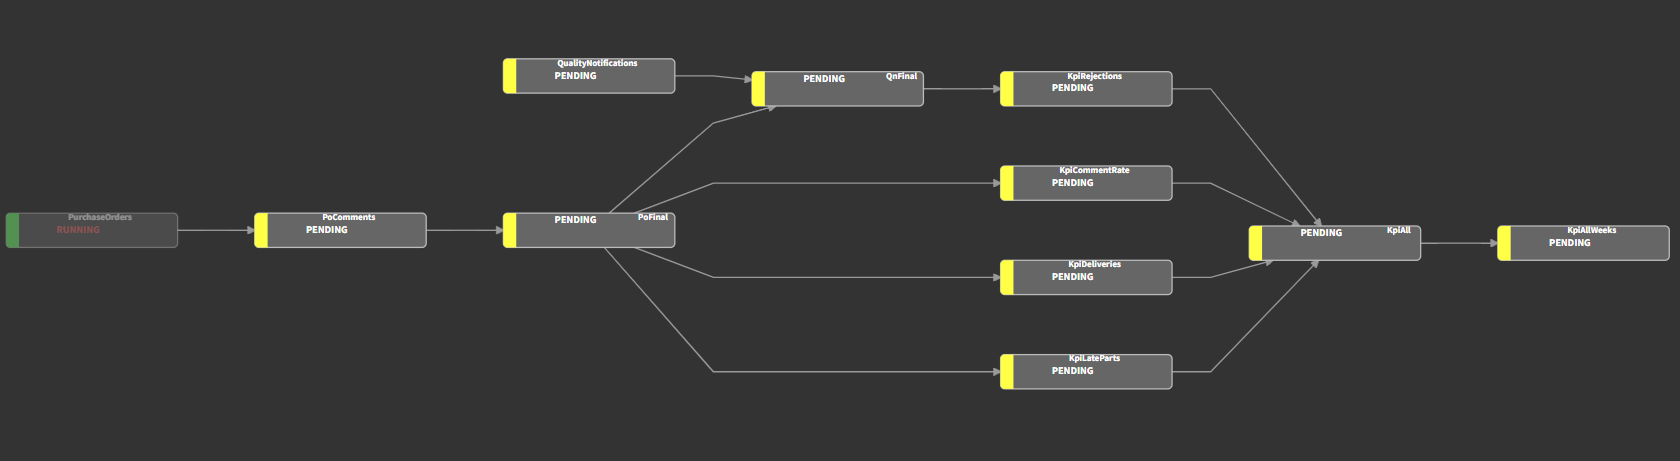 QualityNotifications
PENDING
PENDING QnFinal
KpiRejections
PENDING
KpiCommentRate
PENDING
PurchaseOrders
RUNNING
PoComments
PENDING
PENDING PoFinal
PENDING KpiAll
KpiAllWeeks
PENDING
KpiDeliveries
PENDING
KpiLateParts
PENDING